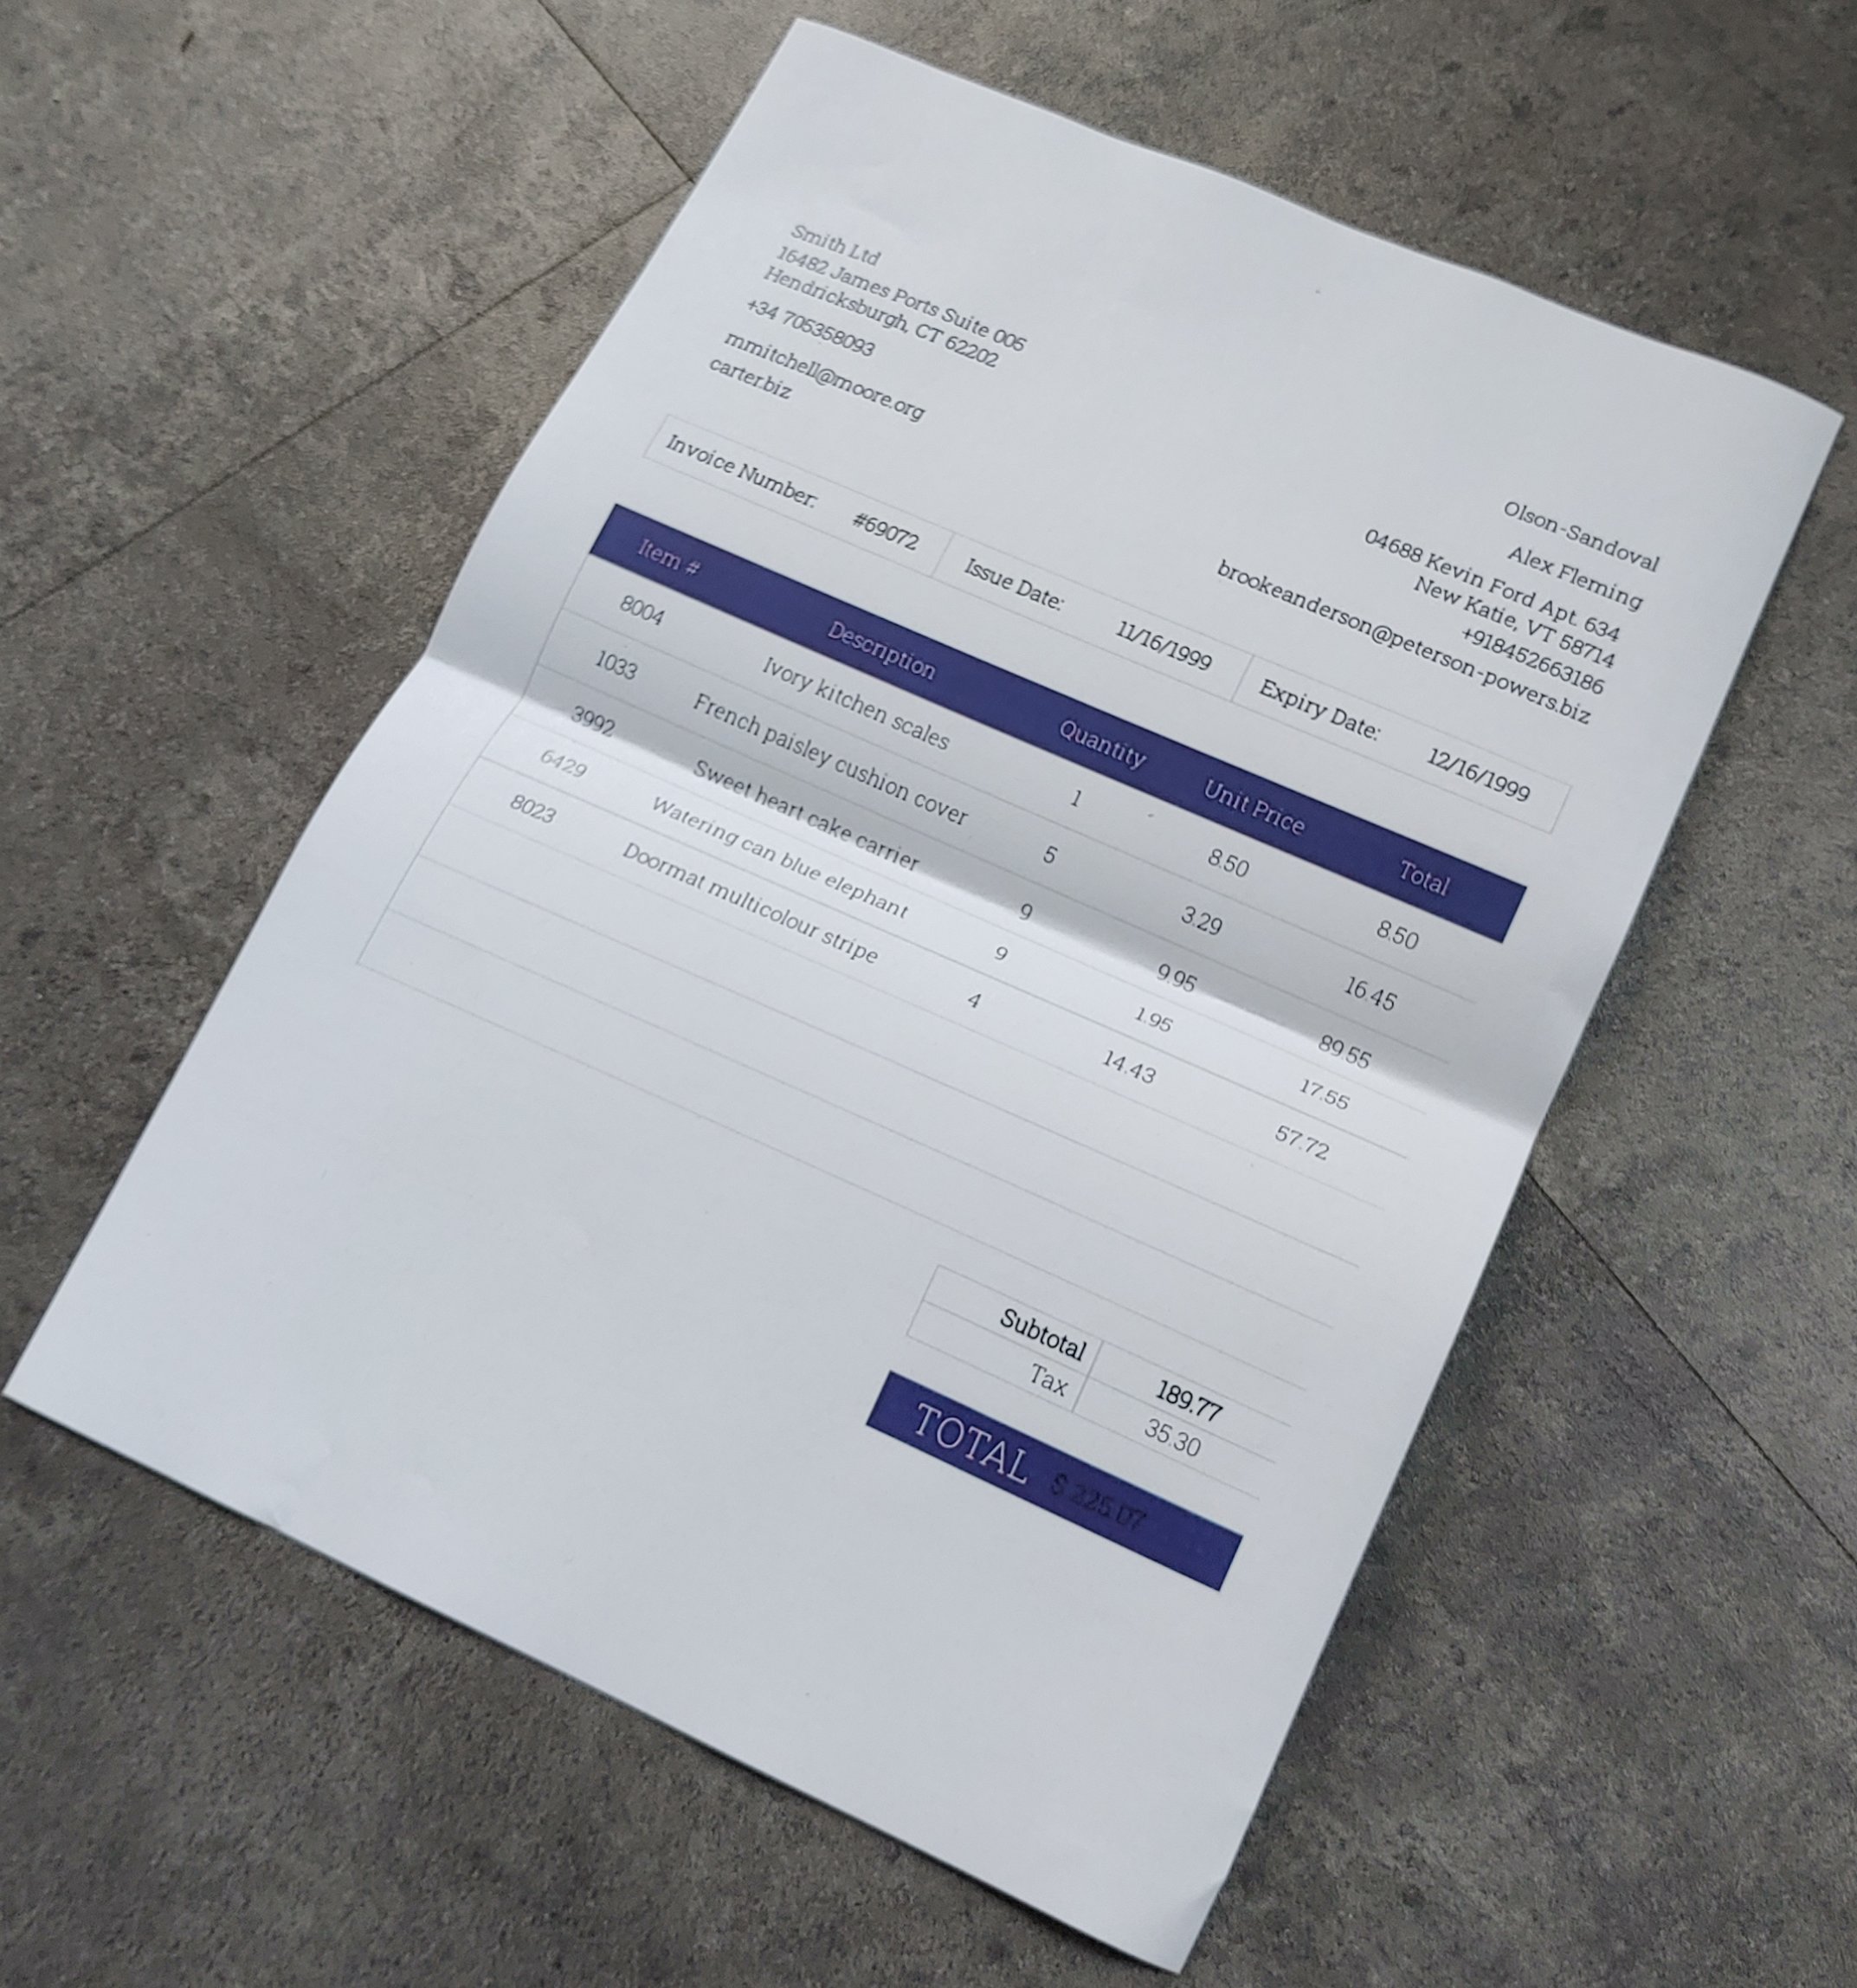 Smith Ltd
16482 James Ports Suite 005
Hendricksburgh, CT 62202
+34 705358093
mmitchell@moore.org
carter.biz
Olson-Sandoval
Alex Fleming
04688 Kevin Ford Apt. 634
New Katie, VT 58714
+918452663186
brookeanderson@peterson-powers.biz
Invoice Number: #69072 Issue Date: 11/16/1999 Expiry Date: 12/16/1999
Item # Description Quantity Unit Price Total
8004 Ivory kitchen scales 1 8.50 8.50
1033 French paisley cushion cover 5 3.29 16.45
3992 Sweet heart cake carrier 9 9.95 89.55
6429 Watering can blue elephant 9 1.95 17.55
8023 Doormat multicolour stripe 4 14.43 57.72
Subtotal 189.77
Tax 35.30
TOTAL $ 225.07